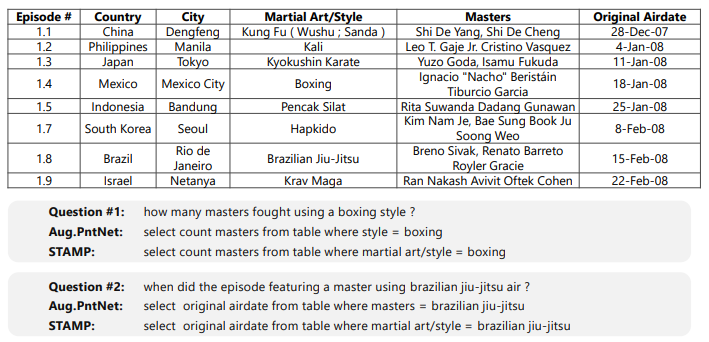 Episode # Country City Martial Art/Style Masters Original Airdate
1.1 China Dengfeng Kung Fu ( Wushu ; Sanda ) Shi De Yang, Shi De Cheng 28-Dec-07
1.2 Philippines Manila Kali Leo T. Gaje Jr. Cristino Vasquez 4-Jan-08
1.3 Japan Tokyo Kyokushin Karate Yuzo Goda, Isamu Fukuda 11-Jan-08
1.4 Mexico Mexico City Boxing Ignacio "Nacho" Beristáin
Tiburcio Garcia 18-Jan-08
1.5 Indonesia Bandung Pencak Silat Rita Suwanda Dadang Gunawan 25-Jan-08
1.7 South Korea Seoul Hapkido Kim Nam Je, Bae Sung Book Ju
Soong Weo 8-Feb-08
1.8 Brazil Rio de
Janeiro Brazilian Jiu-Jitsu Breno Sivak, Renato Barreto
Royler Gracie 15-Feb-08
1.9 Israel Netanya Krav Maga Ran Nakash Avivit Oftek Cohen 22-Feb-08
Question #1: how many masters fought using a boxing style ?
Aug.PntNet: select count masters from table where style = boxing
STAMP: select count masters from table where martial art/style = boxing
Question #2: when did the episode featuring a master using brazilian jiu-jitsu air ?
Aug.PntNet: select original airdate from table where masters = brazilian jiu-jitsu
STAMP: select original airdate from table where martial art/style = brazilian jiu-jitsu